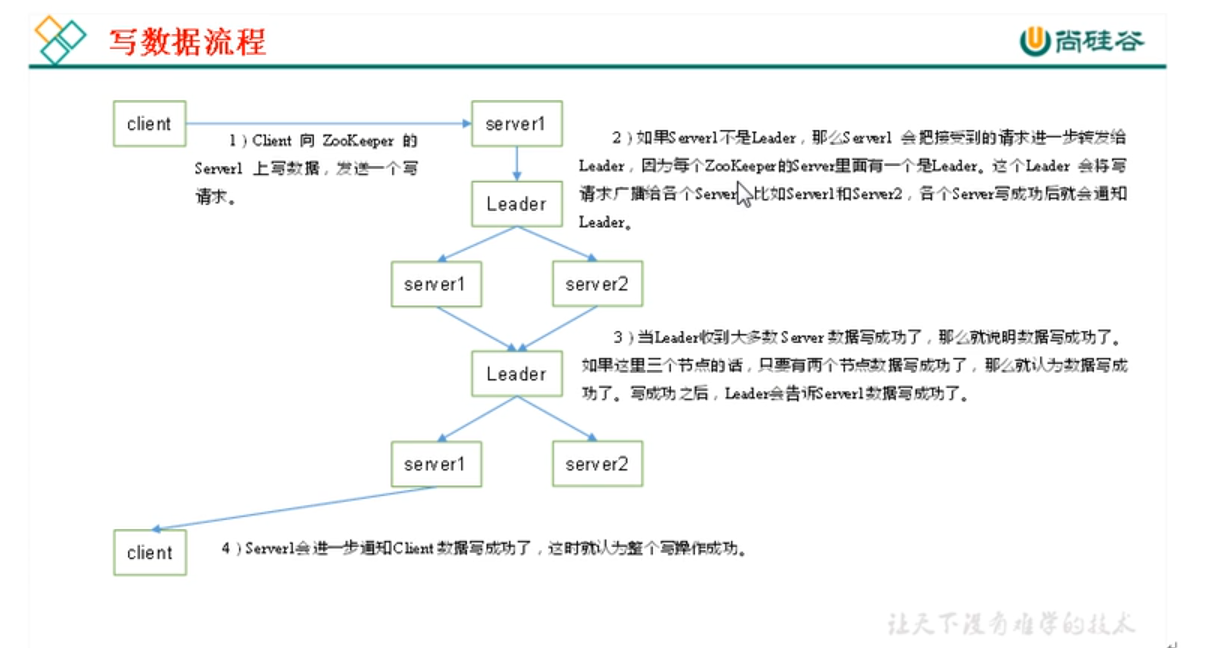 写数据流程
尚硅谷
client
server1
1）Client 向 ZooKeeper 的
Server1 上写数据，发送一个写
请求。
2）如果Server1不是Leader，那么Server1 会把接受到的请求进一步转发给
Leader，因为每个ZooKeeper的Server里面有一个是Leader。这个Leader 会将写
请求广播给各个Server，比如Server1和Server2，各个Server写成功后就会通知
Leader。
Leader
server1
server2
3）当Leader收到大多数 Server 数据写成功了，那么就说明数据写成功了。
如果这里三个节点的话，只要有两个节点数据写成功了，那么就认为数据写成
功了。写成功之后，Leader会告诉Server1数据写成功了。
Leader
server1
server2
client
4）Server1会进一步通知Client 数据写成功了，这时就认为整个写操作成功。
让天下没有难学的技术